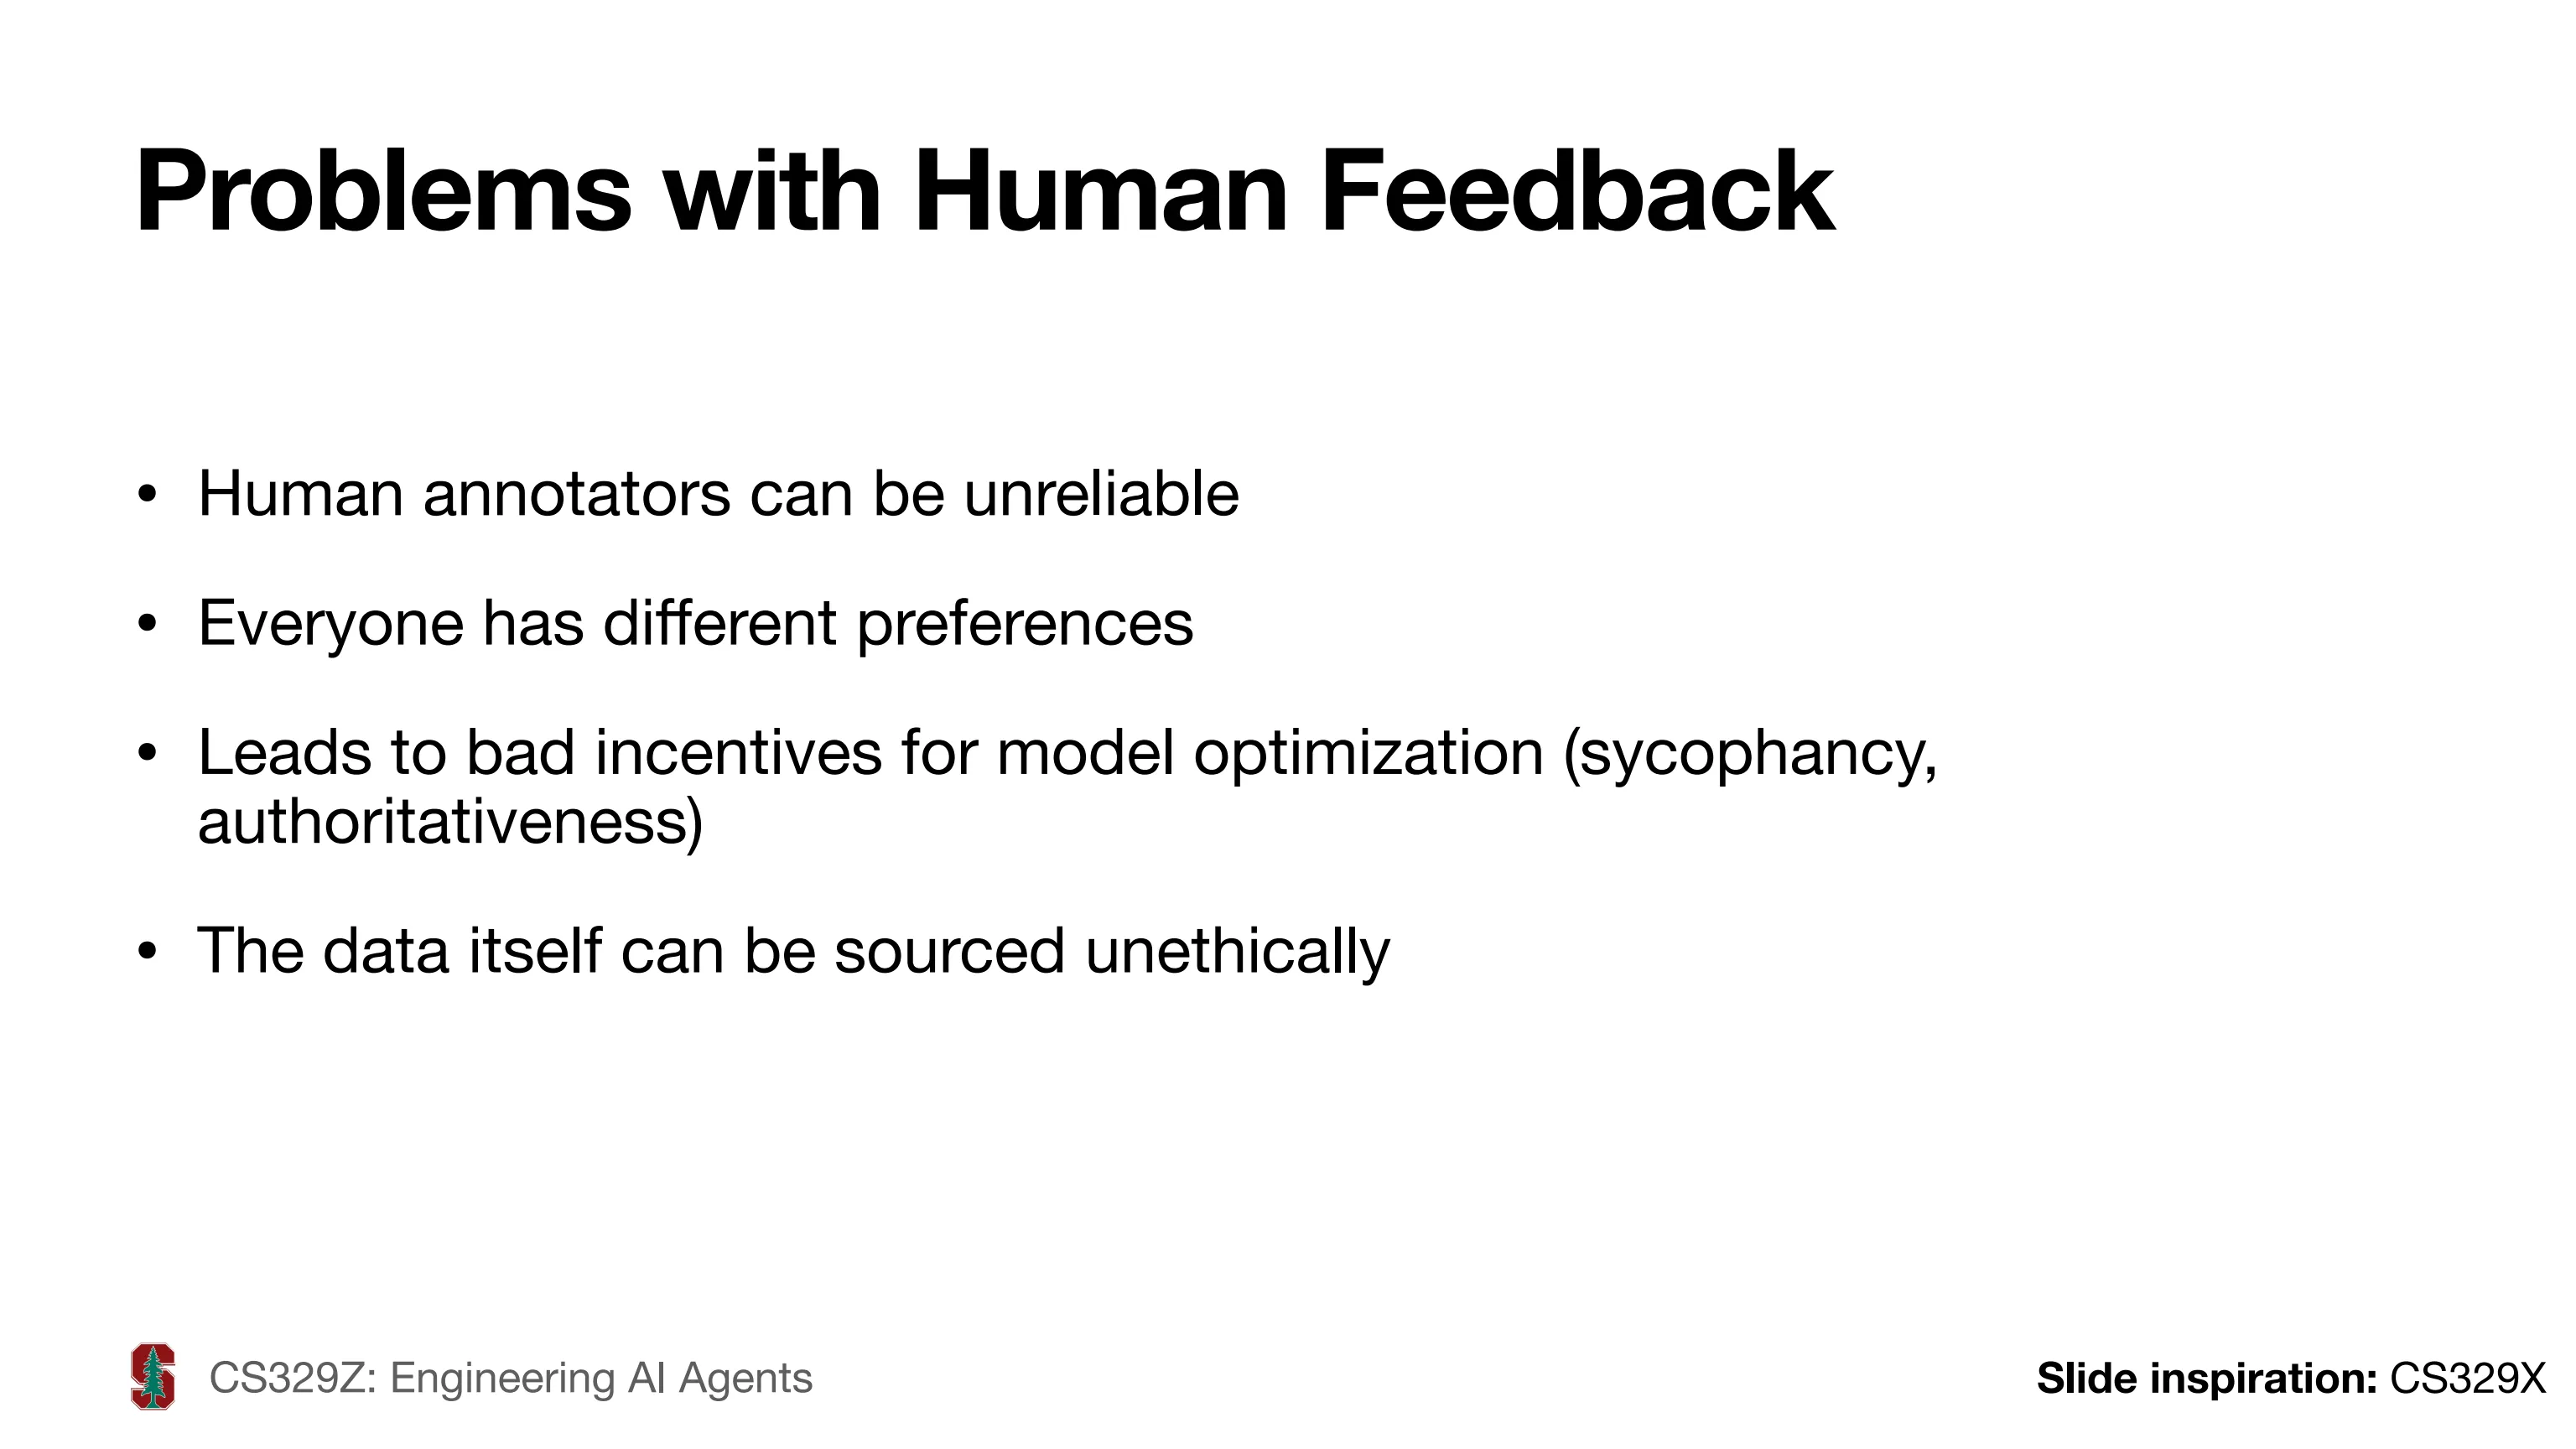 Problems with Human Feedback
• Human annotators can be unreliable
• Everyone has different preferences
• Leads to bad incentives for model optimization (sycophancy,
authoritativeness)
• The data itself can be sourced unethically
CS329Z: Engineering AI Agents
Slide inspiration: CS329X